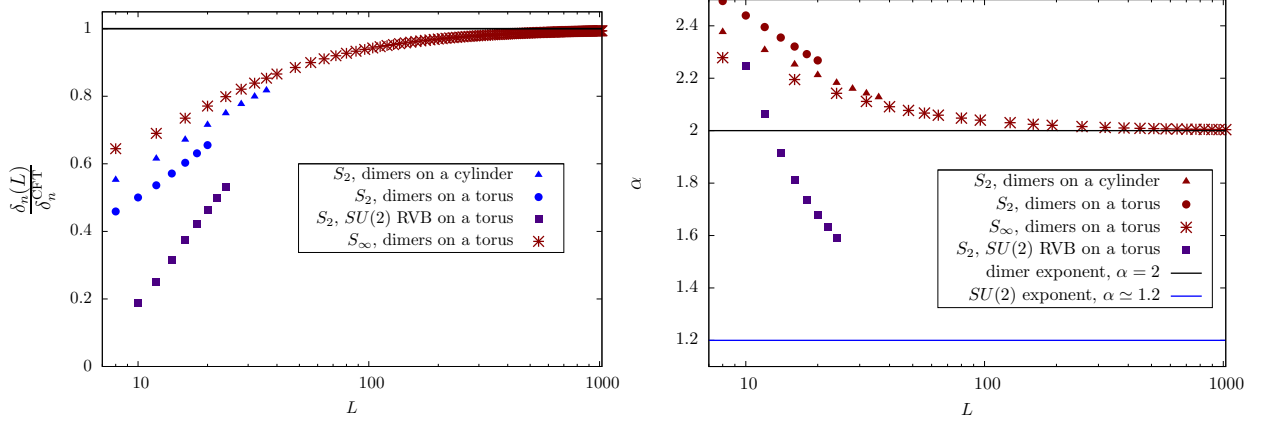 1
0.8
0.6
0.4
0.2
0
δₙ(L)
δₙ^CFT
S₂, dimers on a cylinder
S₂, dimers on a torus
S₂, SU(2) RVB on a torus
S∞, dimers on a torus
10 100 1000
L
2.4
2.2
2
1.8
1.6
1.4
1.2
α
S₂, dimers on a cylinder
S₂, dimers on a torus
S∞, dimers on a torus
S₂, SU(2) RVB on a torus
dimer exponent, α = 2
SU(2) exponent, α ≃ 1.2
10 100 1000
L